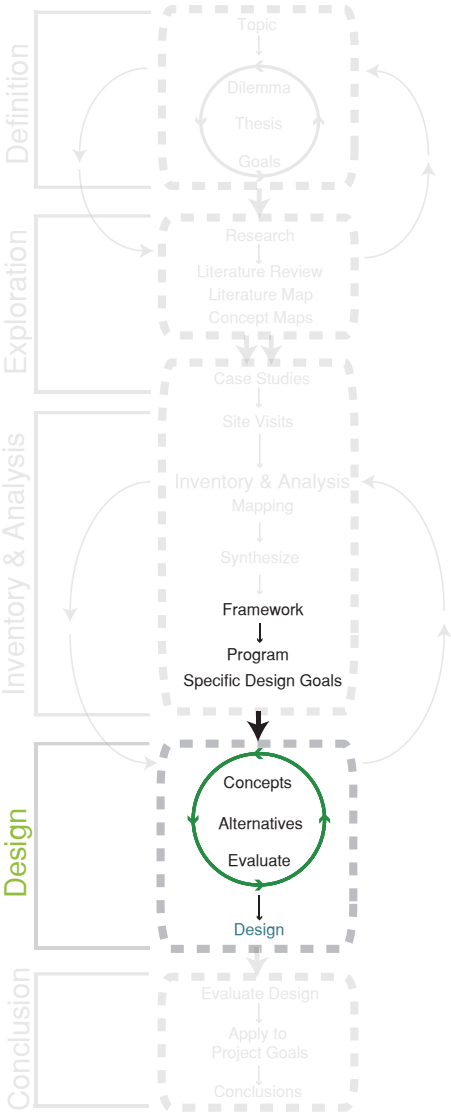 Definition
Topic
Dilemma
Thesis
Goals
Exploration
Research
Literature Review
Literature Map
Concept Maps
Case Studies
Inventory & Analysis
Site Visits
Inventory & Analysis
Mapping
Synthesize
Framework
Program
Specific Design Goals
Design
Concepts
Alternatives
Evaluate
Design
Conclusion
Evaluate Design
Apply to
Project Goals
Conclusions